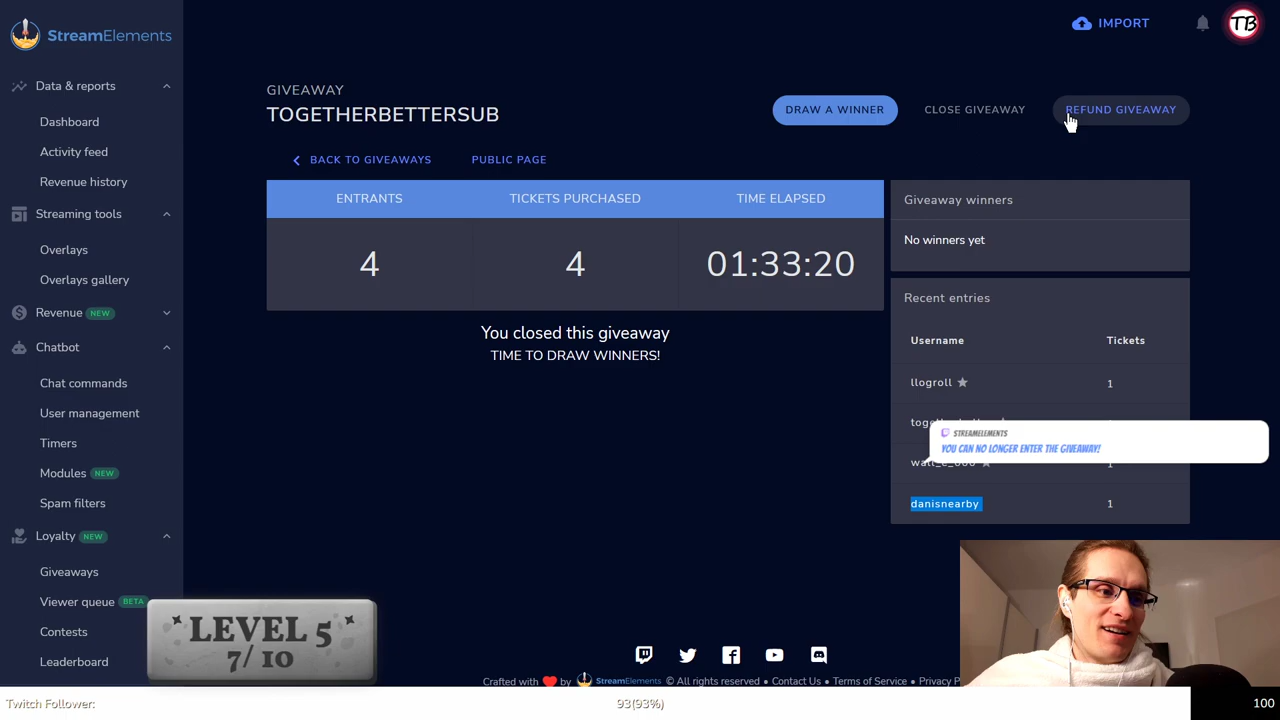 StreamElements
IMPORT
TB
Data & reports
Dashboard
Activity feed
Revenue history
Streaming tools
Overlays
Overlays gallery
Revenue NEW
Chatbot
Chat commands
User management
Timers
Modules NEW
Spam filters
Loyalty NEW
Giveaways
Viewer queue BETA
Contests
Leaderboard
GIVEAWAY
TOGETHERBETTERSUB
DRAW A WINNER
CLOSE GIVEAWAY
REFUND GIVEAWAY
BACK TO GIVEAWAYS
PUBLIC PAGE
ENTRANTS
TICKETS PURCHASED
TIME ELAPSED
4
4
01:33:20
You closed this giveaway
TIME TO DRAW WINNERS!
Giveaway winners
No winners yet
Recent entries
Username
Tickets
llogroll
1
STREAMELEMENTS
YOU CAN NO LONGER ENTER THE GIVEAWAY!
1
danisnearby
1
LEVEL 5
7/10
Crafted with by StreamElements © All rights reserved • Contact Us • Terms of Service • Privacy P
Twitch Follower:
93(93%)
100